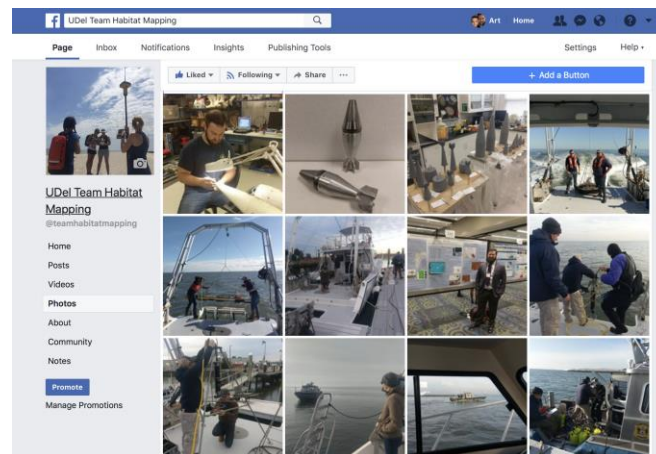 UDel Team Habitat Mapping
Art Home
Page Inbox Notifications Insights Publishing Tools Settings Help
Liked Following Share ... + Add a Button
UDel Team Habitat
Mapping
@teamhabitatmapping
Home
Posts
Videos
Photos
About
Community
Notes
Promote
Manage Promotions